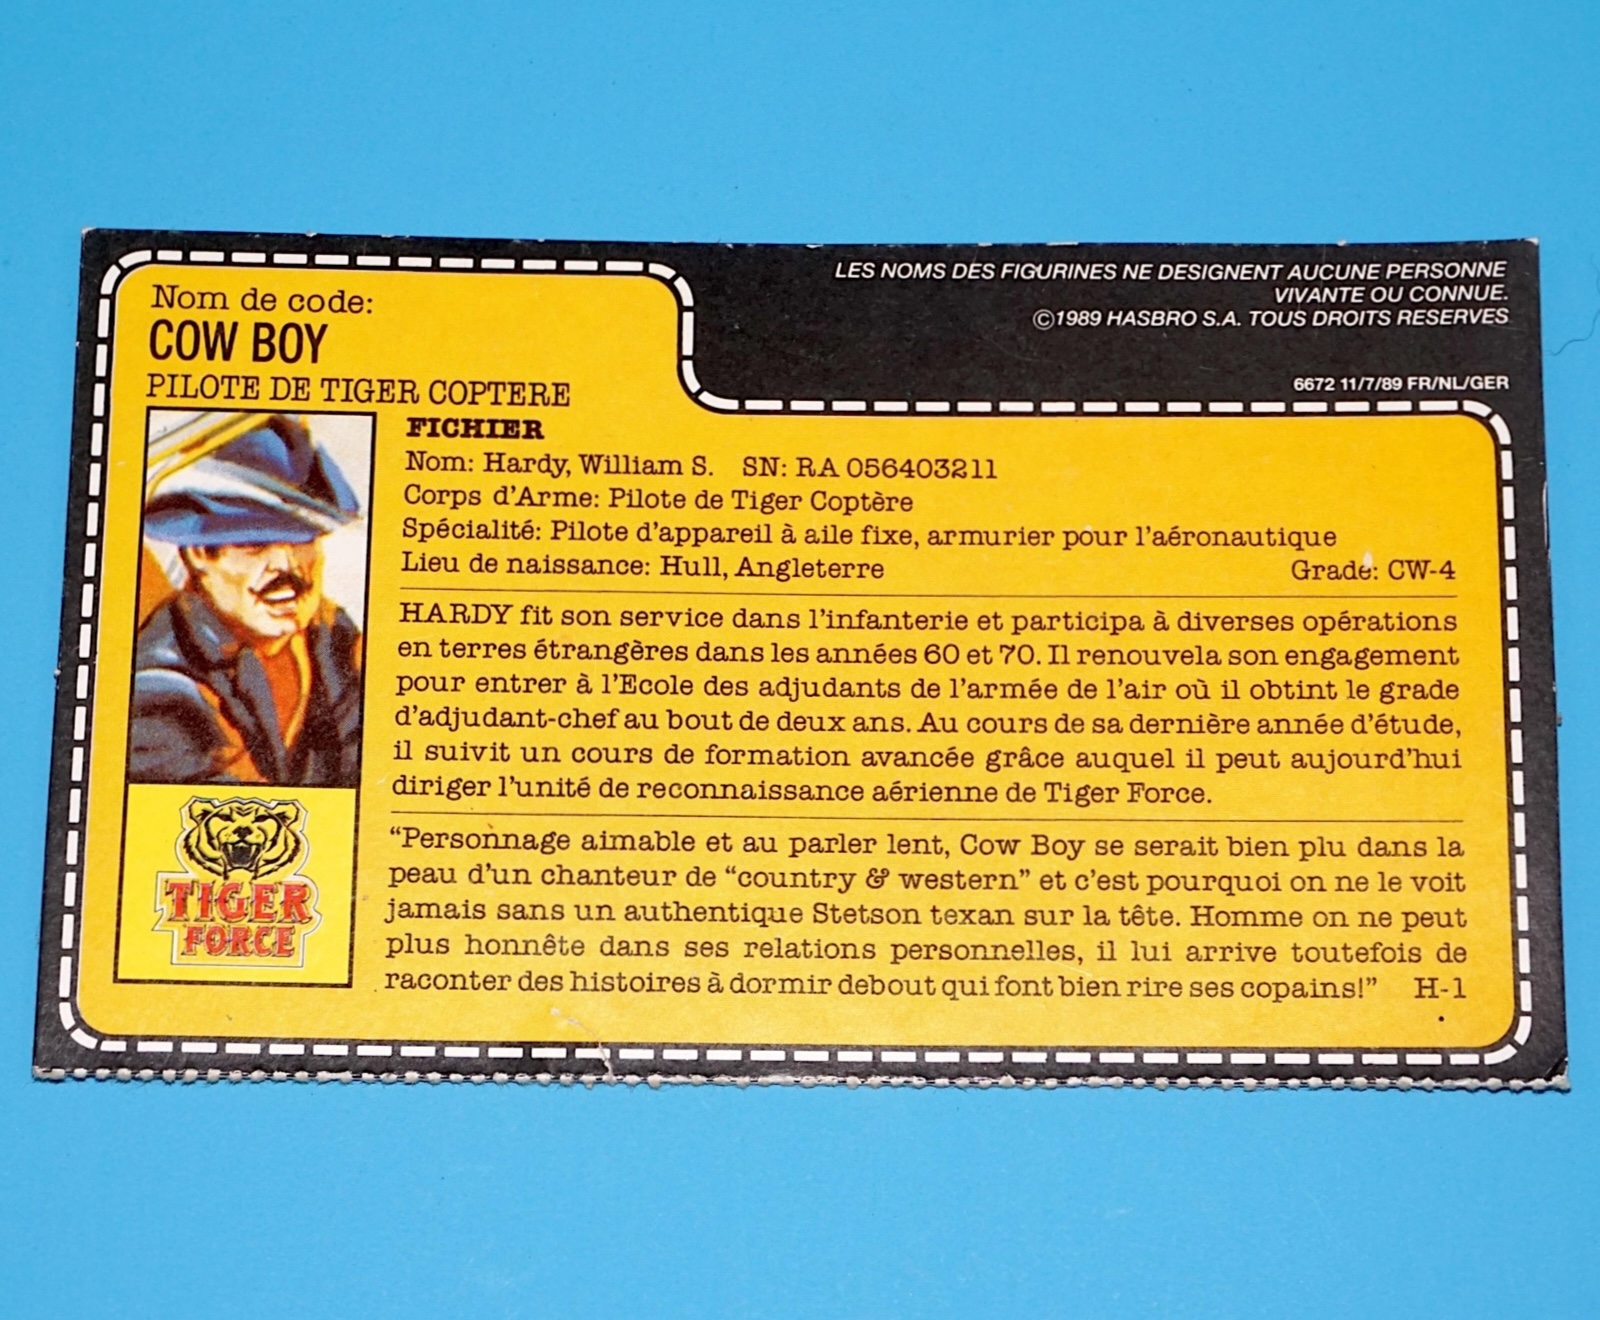 LES NOMS DES FIGURINES NE DESIGNENT AUCUNE PERSONNE
VIVANTE OU CONNUE.
©1989 HASBRO S.A. TOUS DROITS RESERVES
6672 11/7/89 FR/NL/GER
Nom de code:
COW BOY
PILOTE DE TIGER COPTERE
FICHIER
Nom: Hardy, William S. SN: RA 056403211
Corps d'Arme: Pilote de Tiger Coptère
Spécialité: Pilote d'appareil à aile fixe, armurier pour l'aéronautique
Lieu de naissance: Hull, Angleterre Grade: CW-4
HARDY fit son service dans l'infanterie et participa à diverses opérations
en terres étrangères dans les années 60 et 70. Il renouvela son engagement
pour entrer à l'Ecole des adjudants de l'armée de l'air où il obtint le grade
d'adjudant-chef au bout de deux ans. Au cours de sa dernière année d'étude,
il suivit un cours de formation avancée grâce auquel il peut aujourd'hui
diriger l'unité de reconnaissance aérienne de Tiger Force.
"Personnage aimable et au parler lent, Cow Boy se serait bien plu dans la
peau d'un chanteur de "country & western" et c'est pourquoi on ne le voit
jamais sans un authentique Stetson texan sur la tête. Homme on ne peut
plus honnête dans ses relations personnelles, il lui arrive toutefois de
raconter des histoires à dormir debout qui font bien rire ses copains!" H-1
TIGER
FORCE